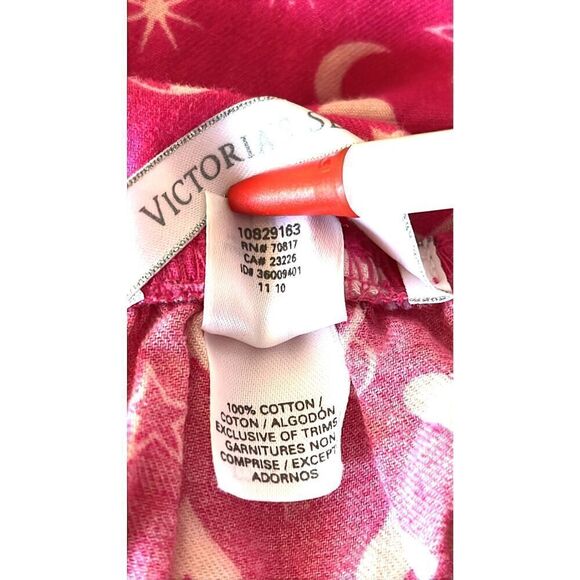 VICTORIA'S
10829163
RN# 70817
CA# 23226
ID# 36009401
11 10
100% COTTON /
COTON / ALGODÓN
EXCLUSIVE OF TRIMS
GARNITURES NON
COMPRISE / EXCEPT
ADORNOS